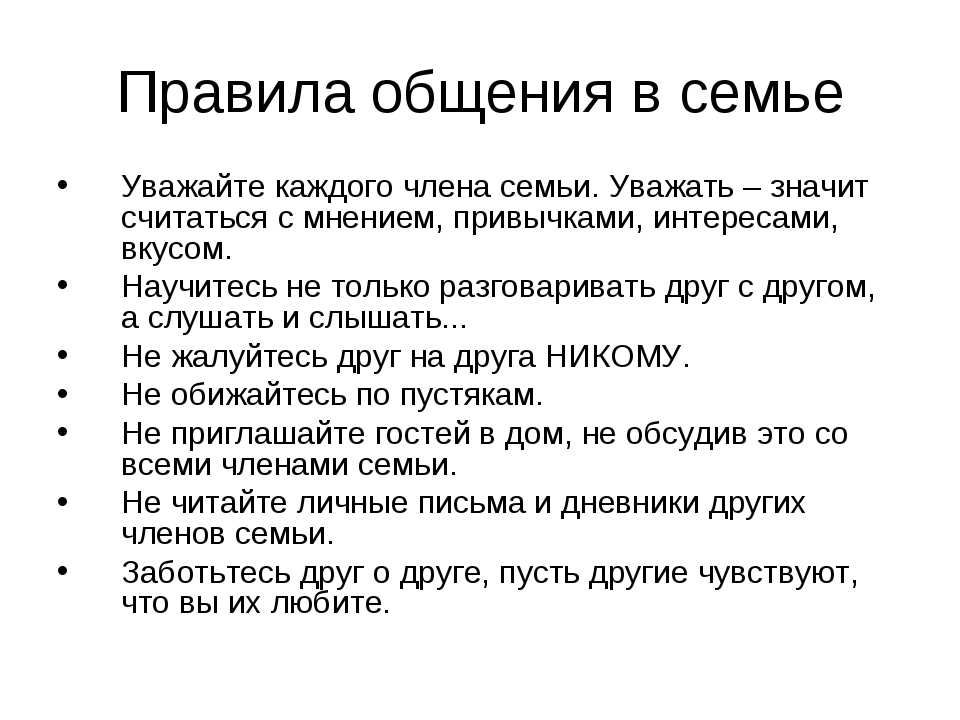 Правила общения в семье
• Уважайте каждого члена семьи. Уважать – значит
считаться с мнением, привычками, интересами,
вкусом.
• Научитесь не только разговаривать друг с другом,
а слушать и слышать...
• Не жалуйтесь друг на друга НИКОМУ.
• Не обижайтесь по пустякам.
• Не приглашайте гостей в дом, не обсудив это со
всеми членами семьи.
• Не читайте личные письма и дневники других
членов семьи.
• Заботьтесь друг о друге, пусть другие чувствуют,
что вы их любите.